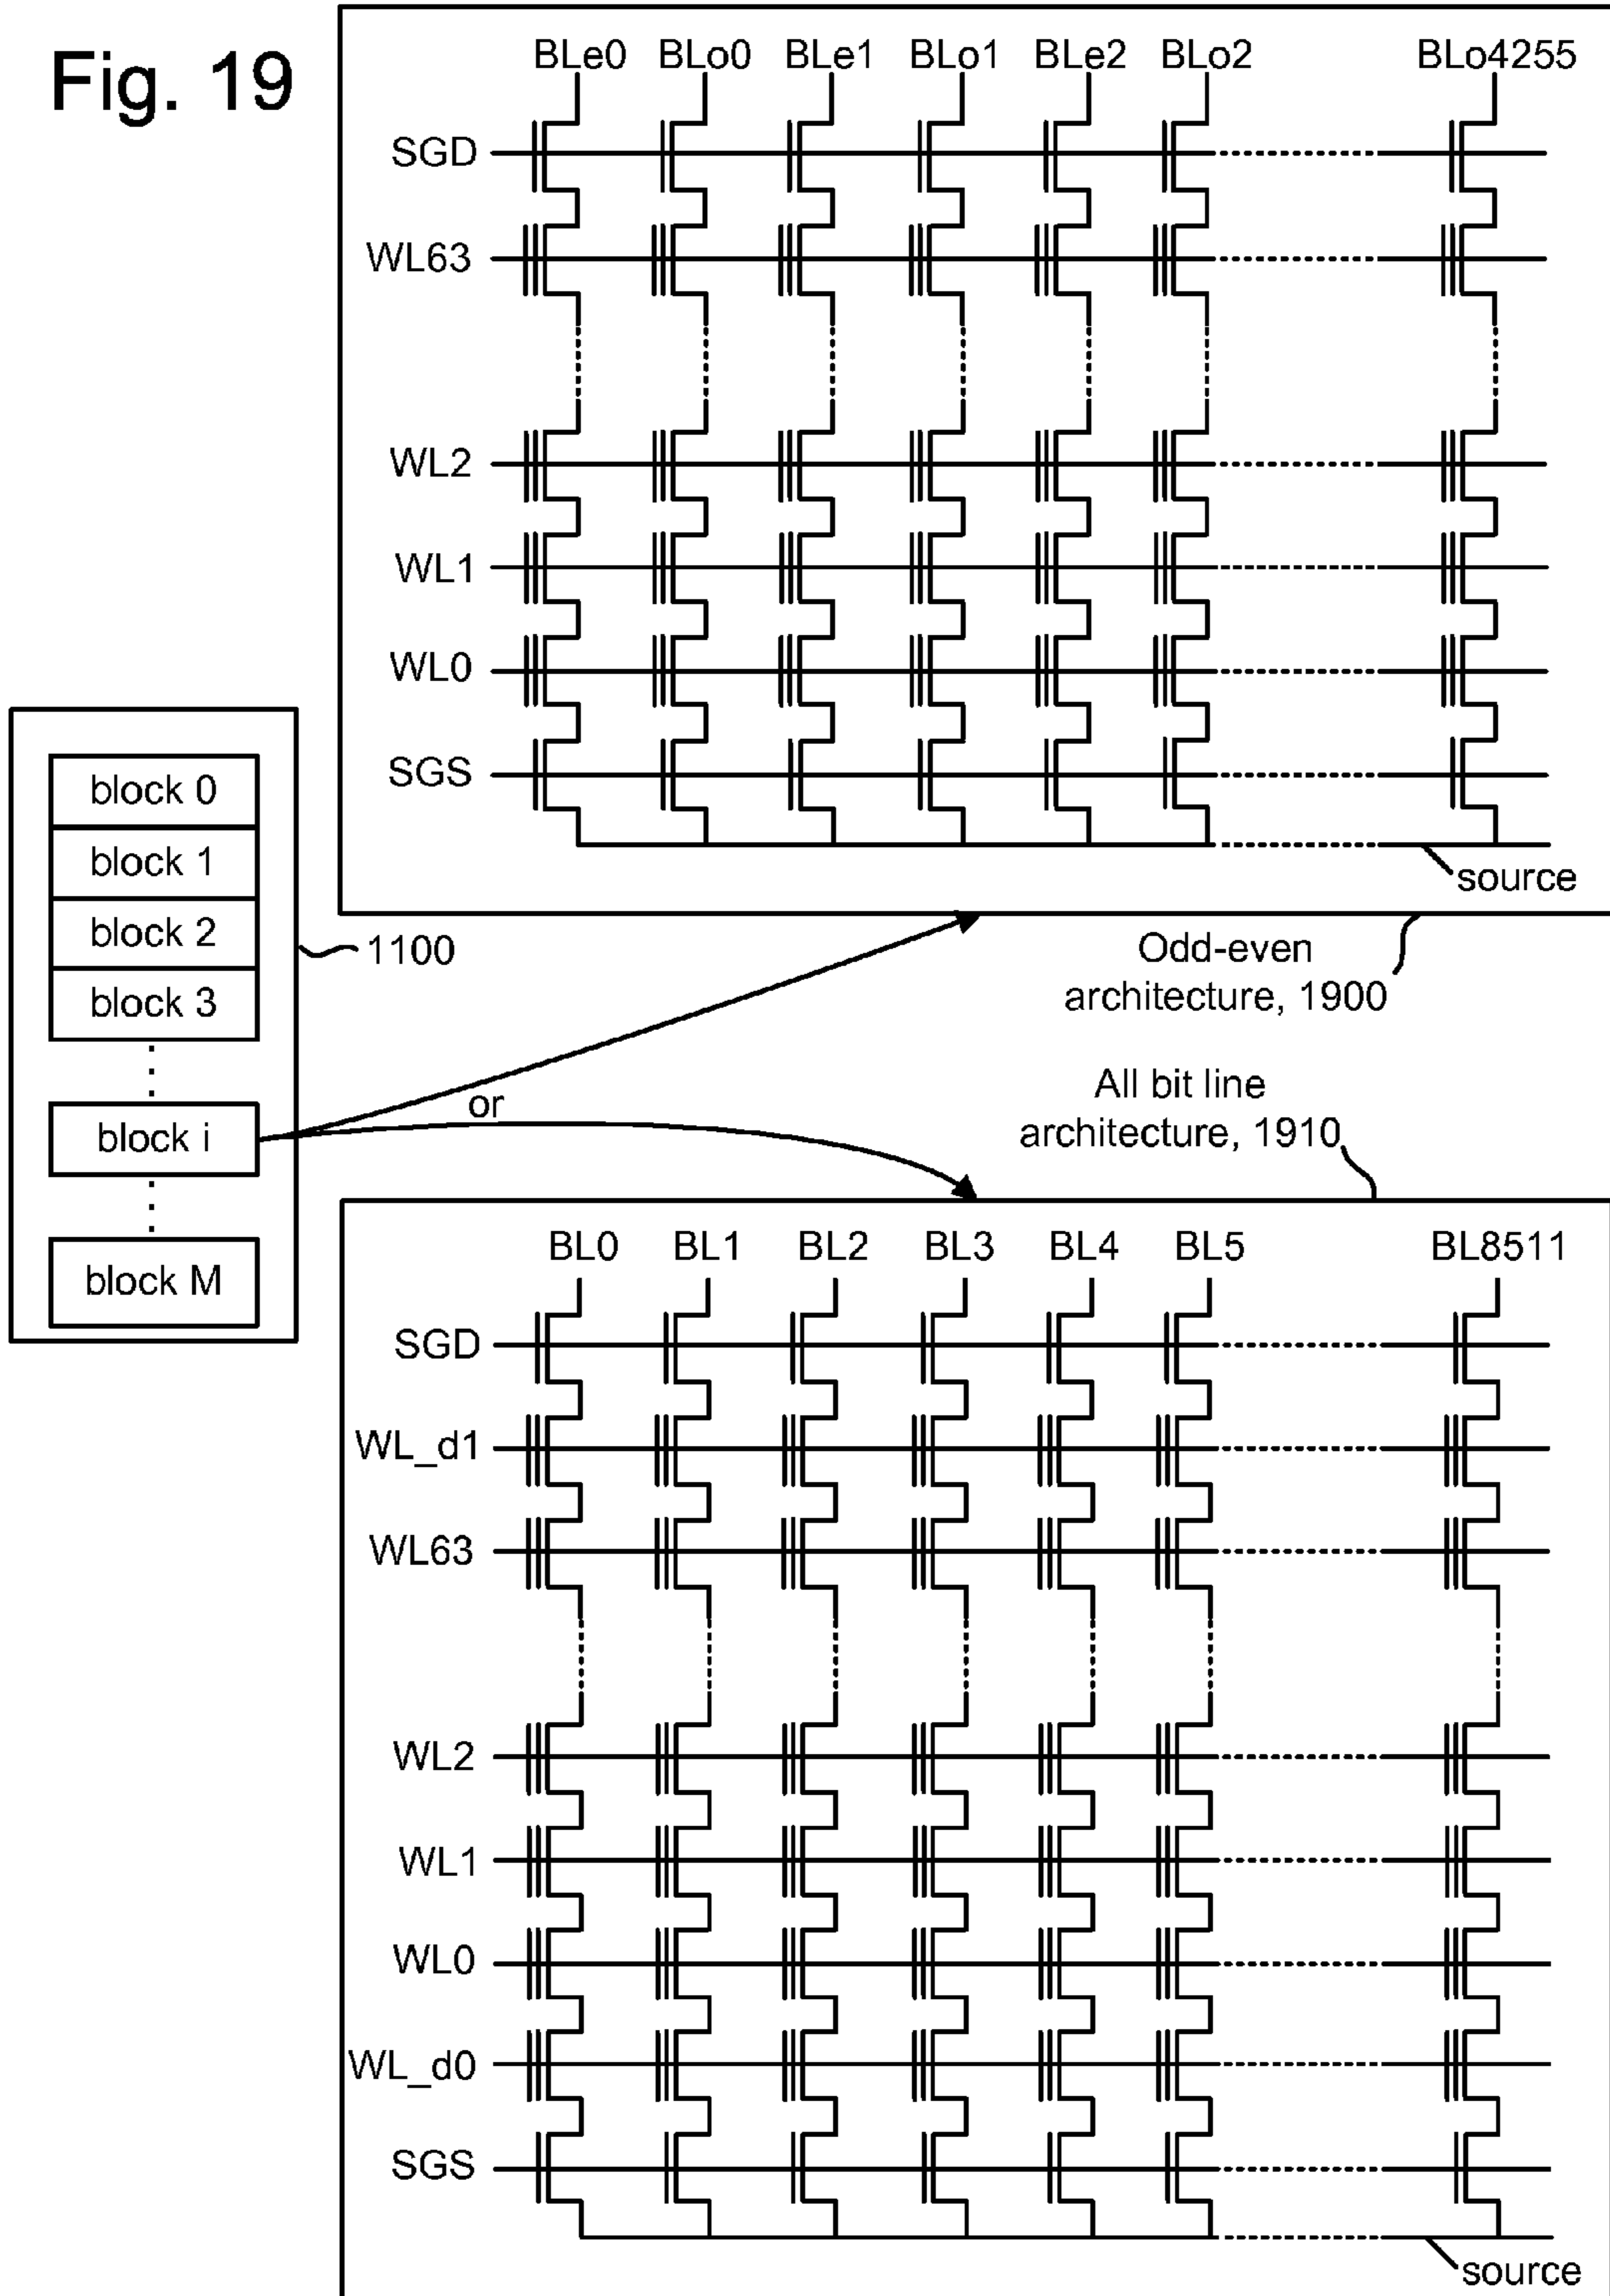 Fig. 19
BLe0 BLo0 BLe1 BLo1 BLe2 BLo2 BLo4255
SGD
WL63
WL2
WL1
WL0
SGS
source
block 0
block 1
block 2
block 3
block i
block M
1100
or
Odd-even
architecture, 1900
All bit line
architecture, 1910
BL0 BL1 BL2 BL3 BL4 BL5 BL8511
SGD
WL_d1
WL63
WL2
WL1
WL0
WL_d0
SGS
source